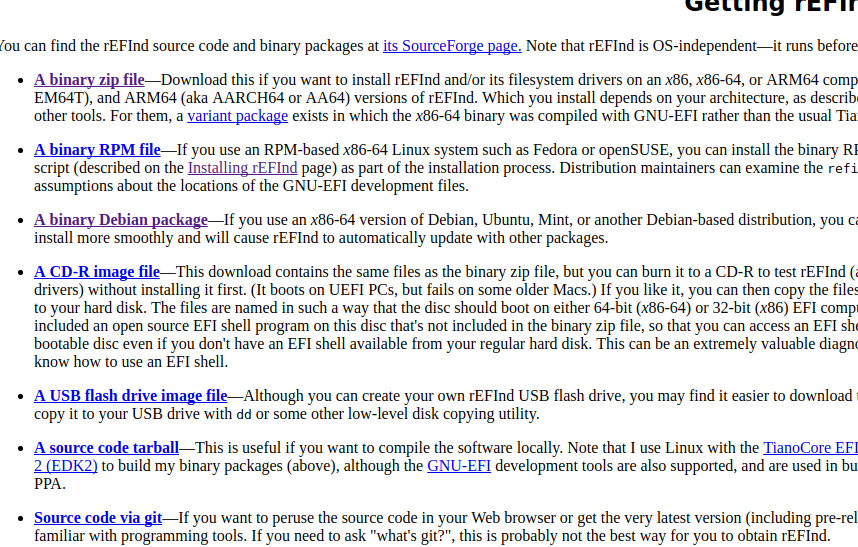 Getting rEFIn
You can find the rEFInd source code and binary packages at its SourceForge page. Note that rEFInd is OS-independent—it runs before
• A binary zip file—Download this if you want to install rEFInd and/or its filesystem drivers on an x86, x86-64, or ARM64 comp
EM64T), and ARM64 (aka AARCH64 or AA64) versions of rEFInd. Which you install depends on your architecture, as describe
other tools. For them, a variant package exists in which the x86-64 binary was compiled with GNU-EFI rather than the usual Tia
• A binary RPM file—If you use an RPM-based x86-64 Linux system such as Fedora or openSUSE, you can install the binary RP
script (described on the Installing rEFInd page) as part of the installation process. Distribution maintainers can examine the refi
assumptions about the locations of the GNU-EFI development files.
• A binary Debian package—If you use an x86-64 version of Debian, Ubuntu, Mint, or another Debian-based distribution, you ca
install more smoothly and will cause rEFInd to automatically update with other packages.
• A CD-R image file—This download contains the same files as the binary zip file, but you can burn it to a CD-R to test rEFInd (a
drivers) without installing it first. (It boots on UEFI PCs, but fails on some older Macs.) If you like it, you can then copy the files
to your hard disk. The files are named in such a way that the disc should boot on either 64-bit (x86-64) or 32-bit (x86) EFI compu
included an open source EFI shell program on this disc that's not included in the binary zip file, so that you can access an EFI she
bootable disc even if you don't have an EFI shell available from your regular hard disk. This can be an extremely valuable diagno
know how to use an EFI shell.
• A USB flash drive image file—Although you can create your own rEFInd USB flash drive, you may find it easier to download t
copy it to your USB drive with dd or some other low-level disk copying utility.
• A source code tarball—This is useful if you want to compile the software locally. Note that I use Linux with the TianoCore EFI
2 (EDK2) to build my binary packages (above), although the GNU-EFI development tools are also supported, and are used in bu
PPA.
• Source code via git—If you want to peruse the source code in your Web browser or get the very latest version (including pre-rel
familiar with programming tools. If you need to ask "what's git?", this is probably not the best way for you to obtain rEFInd.